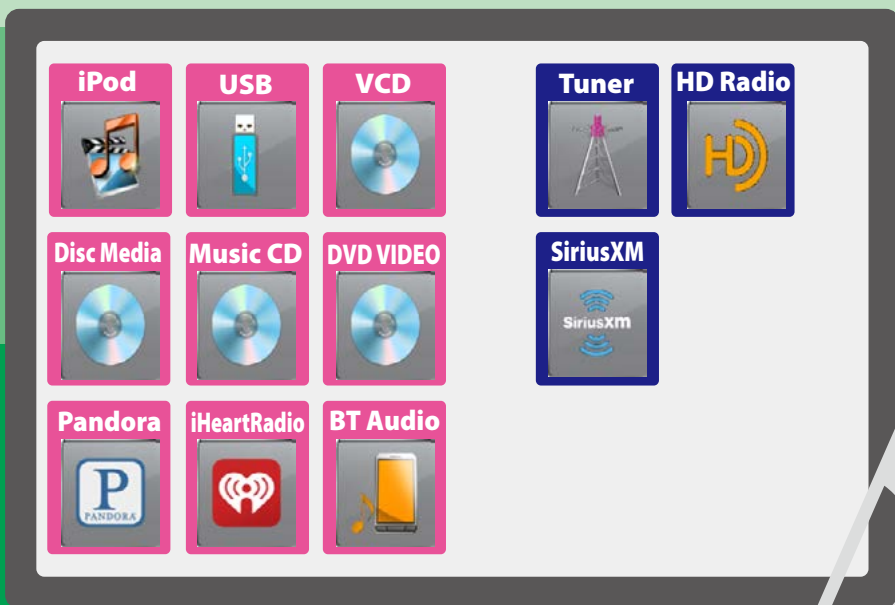 iPod
USB
VCD
Tuner
HD Radio
HD
Disc Media
Music CD
DVD VIDEO
SiriusXM
SiriusXM
Pandora
iHeartRadio
BT Audio
P
PANDORA